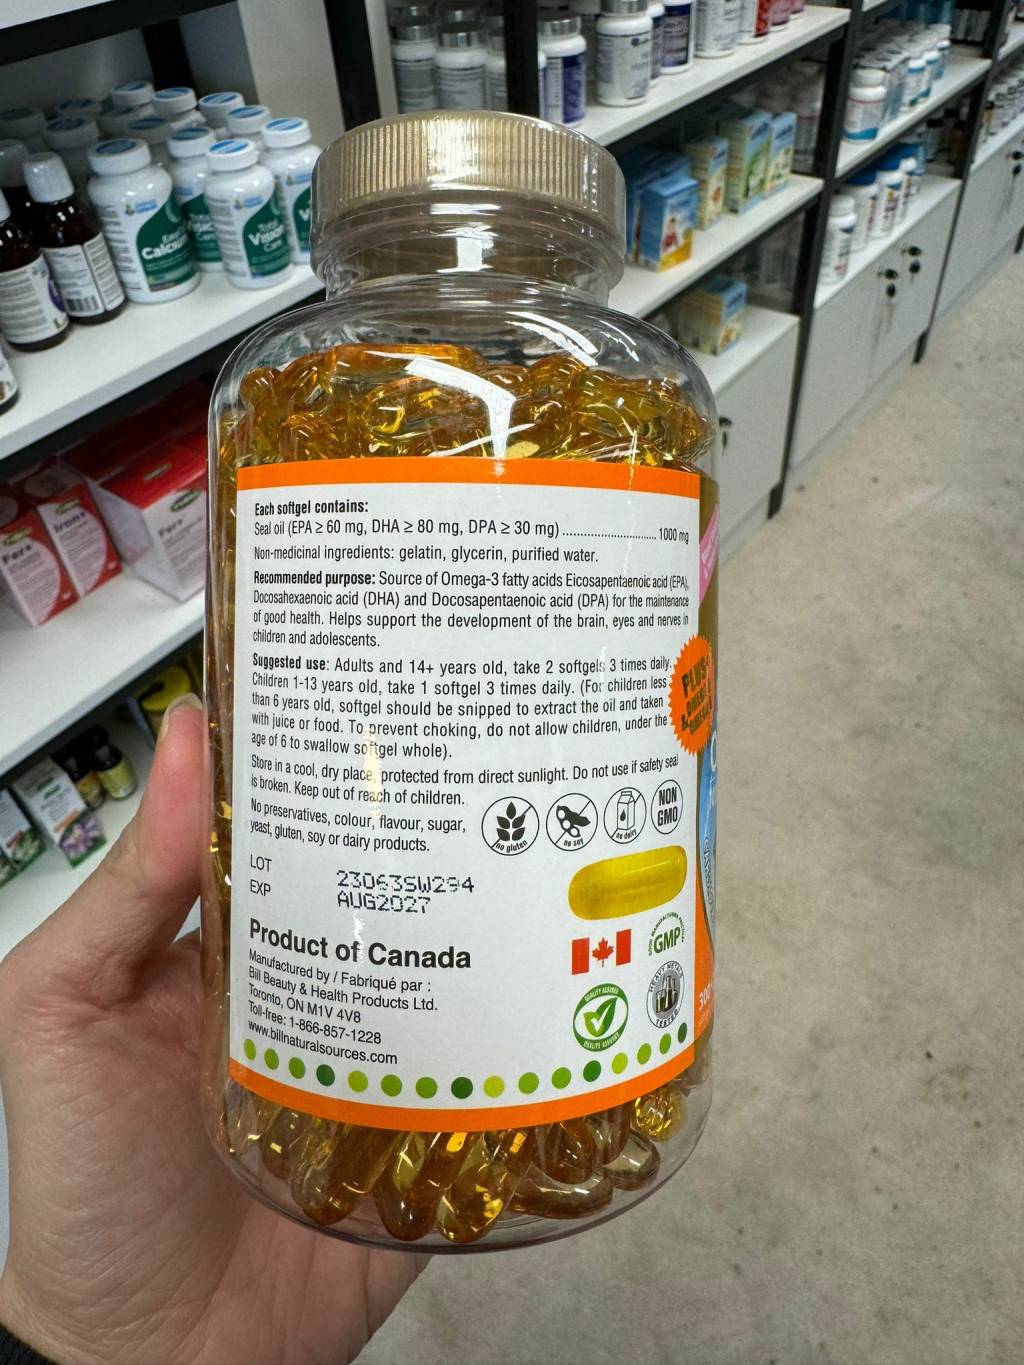 Each softgel contains:
Seal oil (EPA ≥ 60 mg, DHA ≥ 80 mg, DPA ≥ 30 mg) ............................ 1000 mg
Non-medicinal ingredients: gelatin, glycerin, purified water.
Recommended purpose: Source of Omega-3 fatty acids Eicosapentaenoic acid (EPA),
Docosahexaenoic acid (DHA) and Docosapentaenoic acid (DPA) for the maintenance
of good health. Helps support the development of the brain, eyes and nerves in
children and adolescents.
Suggested use: Adults and 14+ years old, take 2 softgels 3 times daily.
Children 1-13 years old, take 1 softgel 3 times daily. (For children less
than 6 years old, softgel should be snipped to extract the oil and taken
with juice or food. To prevent choking, do not allow children, under the
age of 6 to swallow softgel whole).
Store in a cool, dry place, protected from direct sunlight. Do not use if safety seal
is broken. Keep out of reach of children.
No preservatives, colour, flavour, sugar,
yeast, gluten, soy or dairy products.
no gluten
no soy
no dairy
NON
GMO
LOT 23063SW294
EXP AUG2027
Product of Canada
Manufactured by / Fabriqué par :
Bill Beauty & Health Products Ltd.
Toronto, ON M1V 4V8
Toll-free: 1-866-857-1228
www.billnaturalsources.com
GMP
QUALITY ASSURED
HEAVY METALS
TESTED
PLUS
300
Calcium
Total
Vision
Care
Fer+
Iron+
Fer+